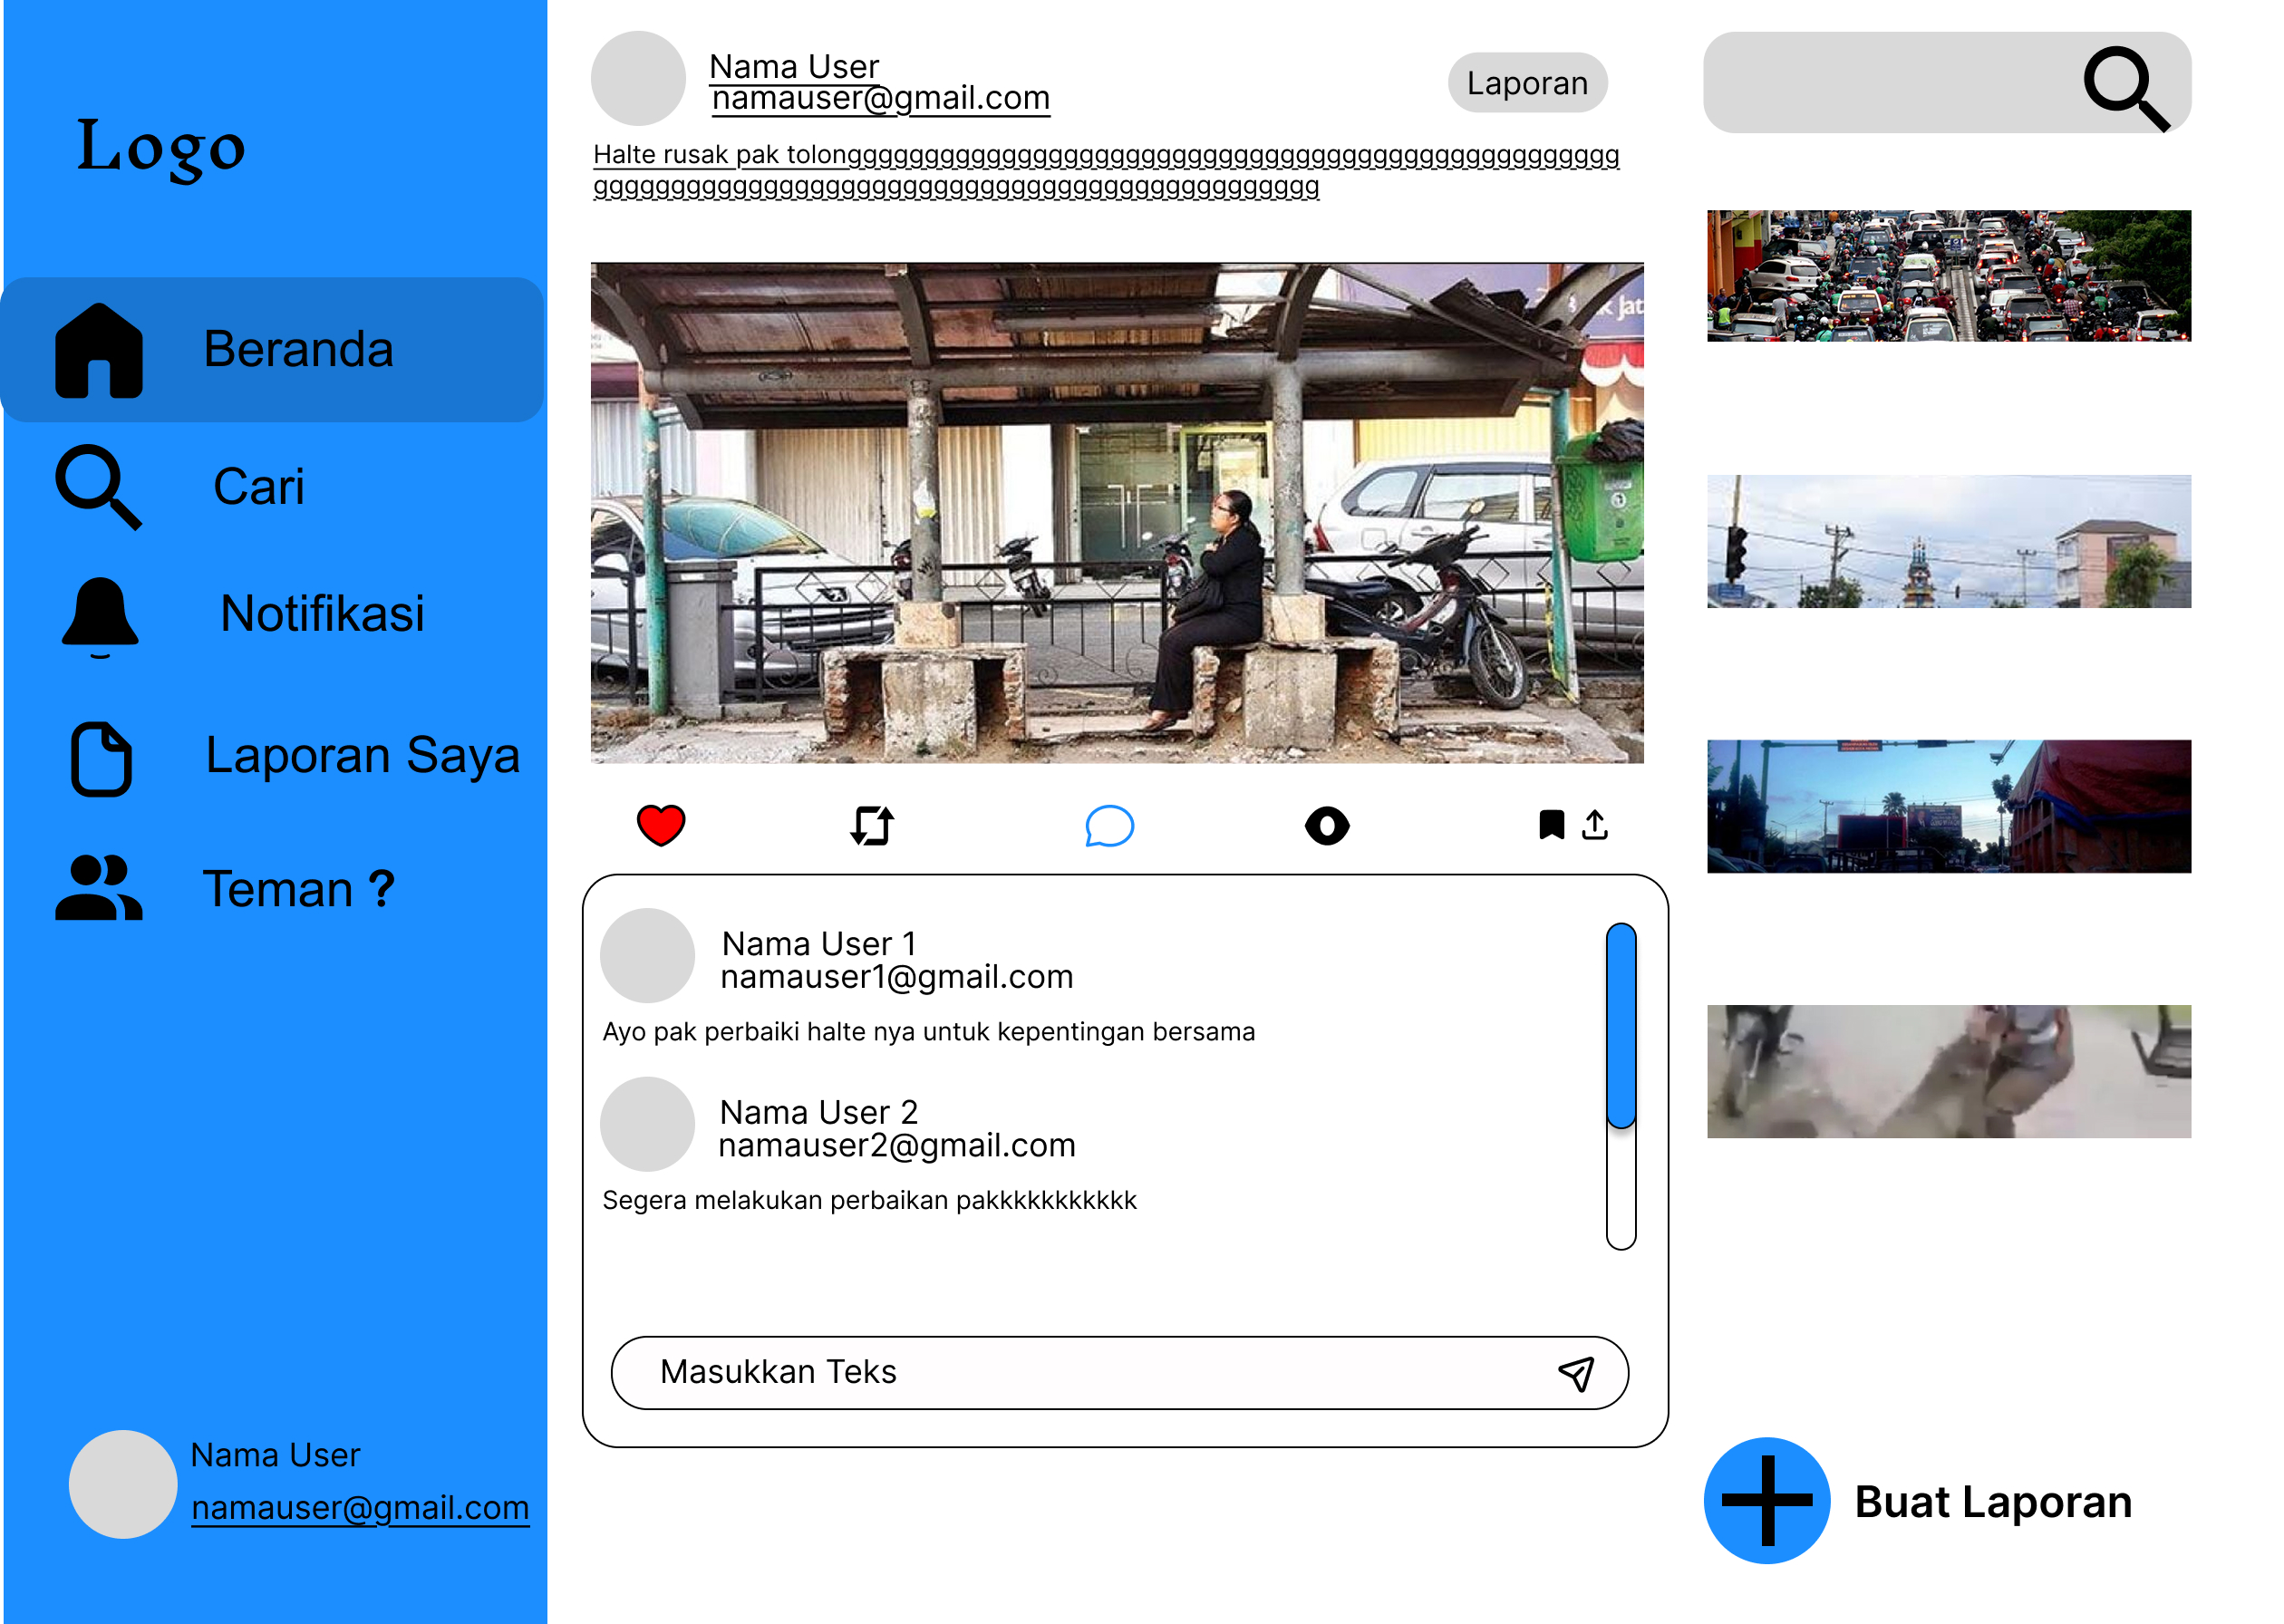 Logo
Beranda
Cari
Notifikasi
Laporan Saya
Teman ?
Nama User
namauser@gmail.com
Nama User
namauser@gmail.com
Laporan
Halte rusak pak tolonggggggggggggggggggggggggggggggggggggggggggggggggggg
ggggggggggggggggggggggggggggggggggggggggggggggg
Nama User 1
namauser1@gmail.com
Ayo pak perbaiki halte nya untuk kepentingan bersama
Nama User 2
namauser2@gmail.com
Segera melakukan perbaikan pakkkkkkkkkkk
Masukkan Teks
Buat Laporan